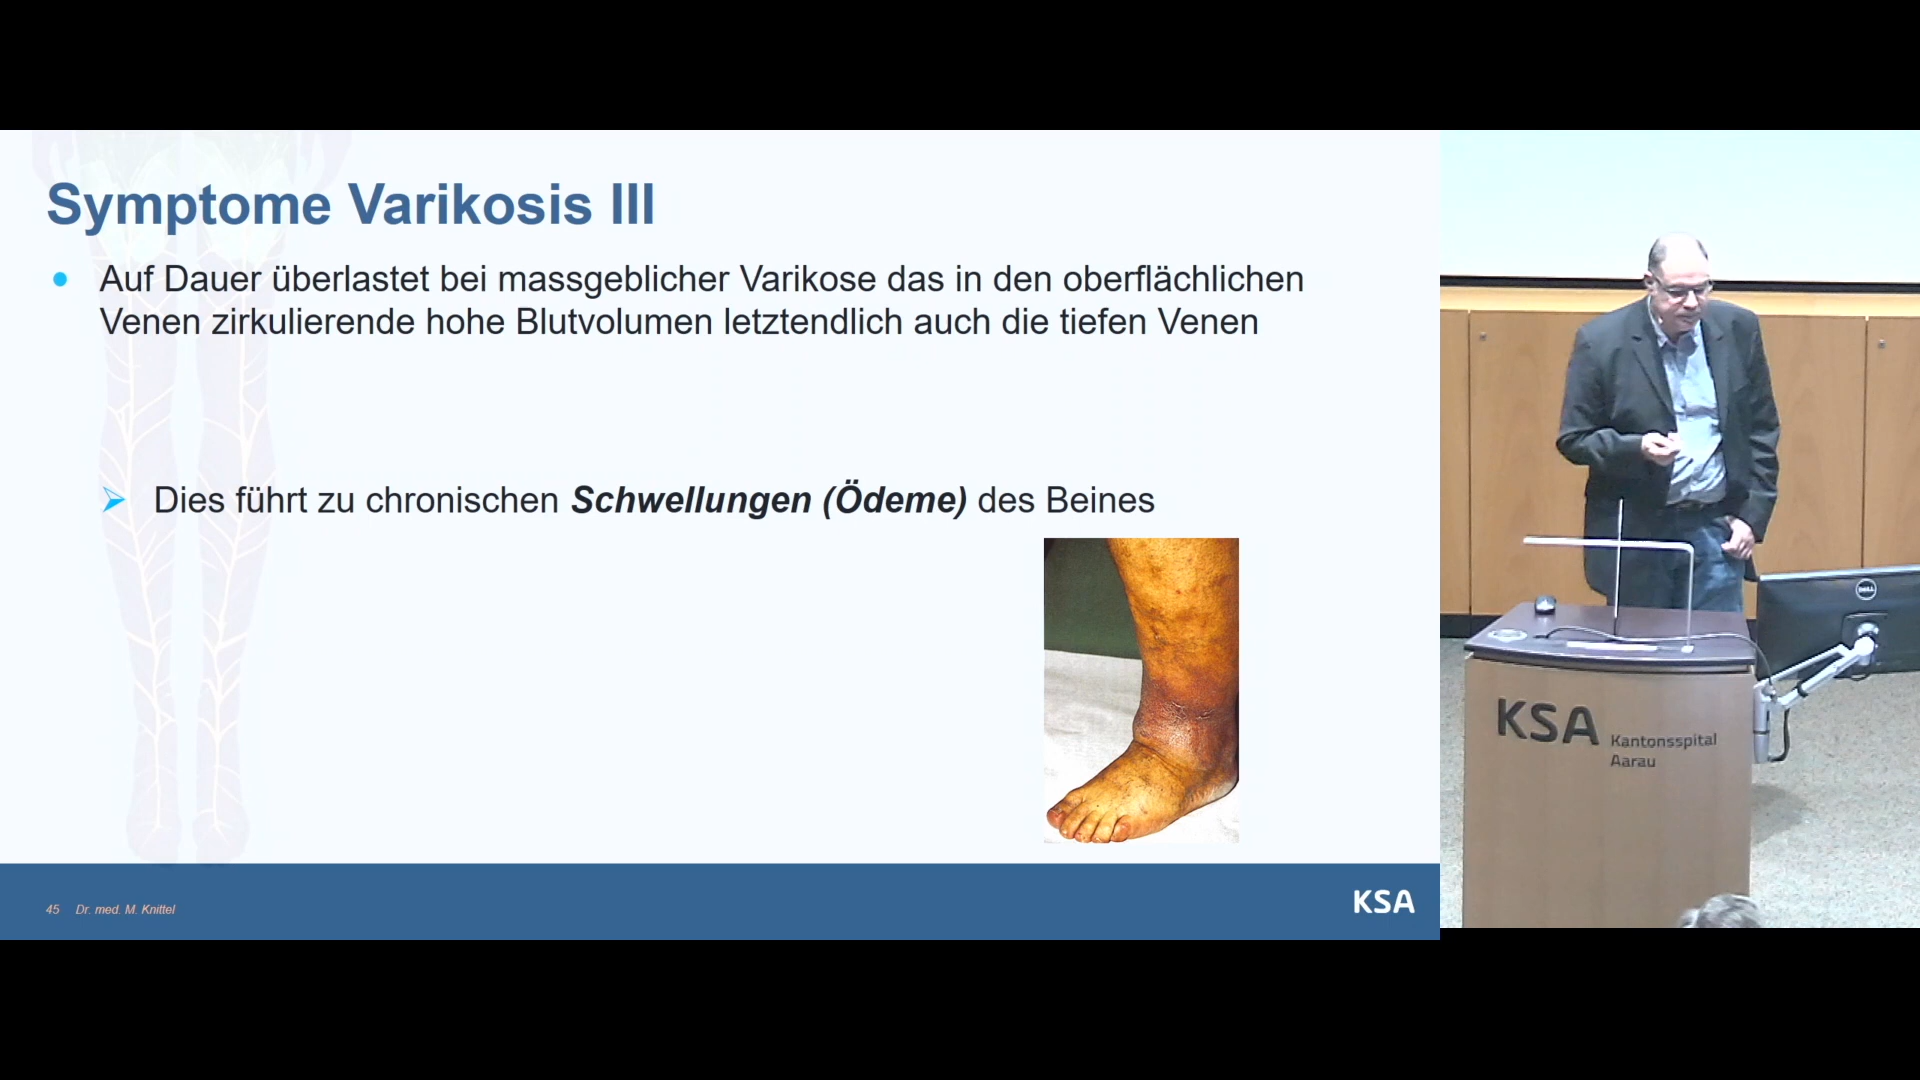 Symptome Varikosis III
Auf Dauer überlastet bei massgeblicher Varikose das in den oberflächlichen
Venen zirkulierende hohe Blutvolumen letztendlich auch die tiefen Venen
Dies führt zu chronischen Schwellungen (Ödeme) des Beines
45 Dr. med. M. Knittel
KSA
DELL
KSA Kantonsspital
Aarau